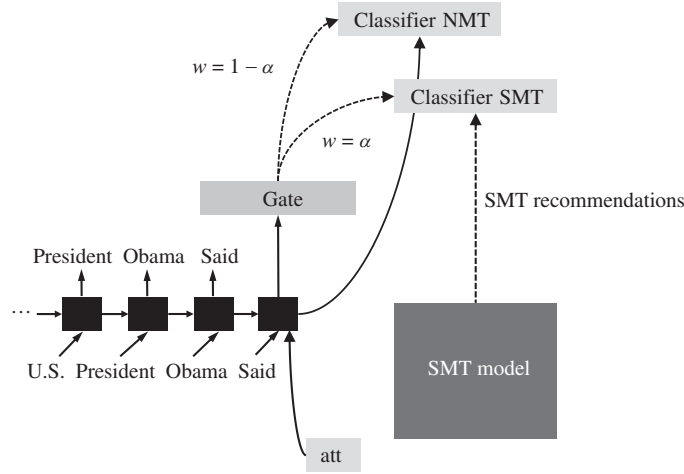 Classifier NMT
w = 1 − α
Classifier SMT
w = α
Gate
SMT recommendations
President Obama Said
...
U.S. President Obama Said
SMT model
att